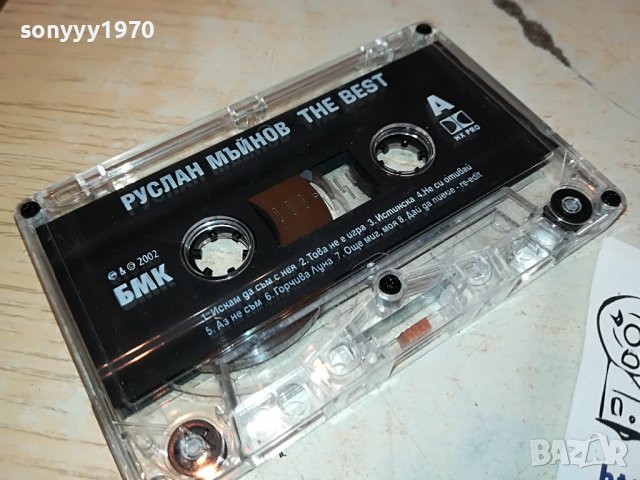 sonyyy1970
РУСЛАН МЪЙНОВ THE BEST
A
HX PRO
℗ & © 2002
БМК
1. Искам да съм с нея 2. Това не е игра 3. Истинска 4. Не си отивай
5. Аз не съм 6. Горчива Луна 7. Още миг, моя 8. Дай да пиеме - re-edit
BAZAR